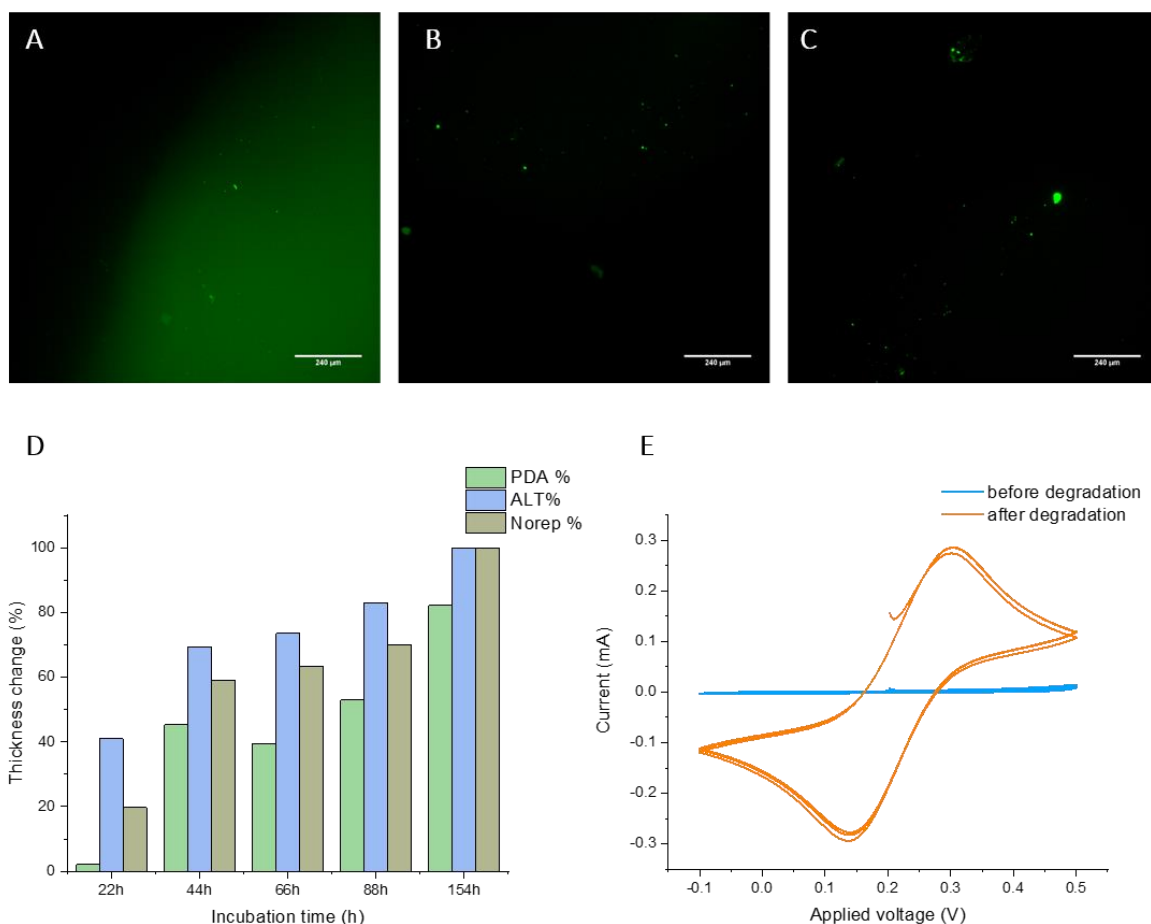 A
B
C
240 µm
240 µm
240 µm
D
E
PDA %
ALT%
Norep %
before degradation
after degradation
100
80
60
40
20
0
Thickness change (%)
22h
44h
66h
88h
154h
Incubation time (h)
0.3
0.2
0.1
0.0
-0.1
-0.2
-0.3
Current (mA)
-0.1
0.0
0.1
0.2
0.3
0.4
0.5
Applied voltage (V)